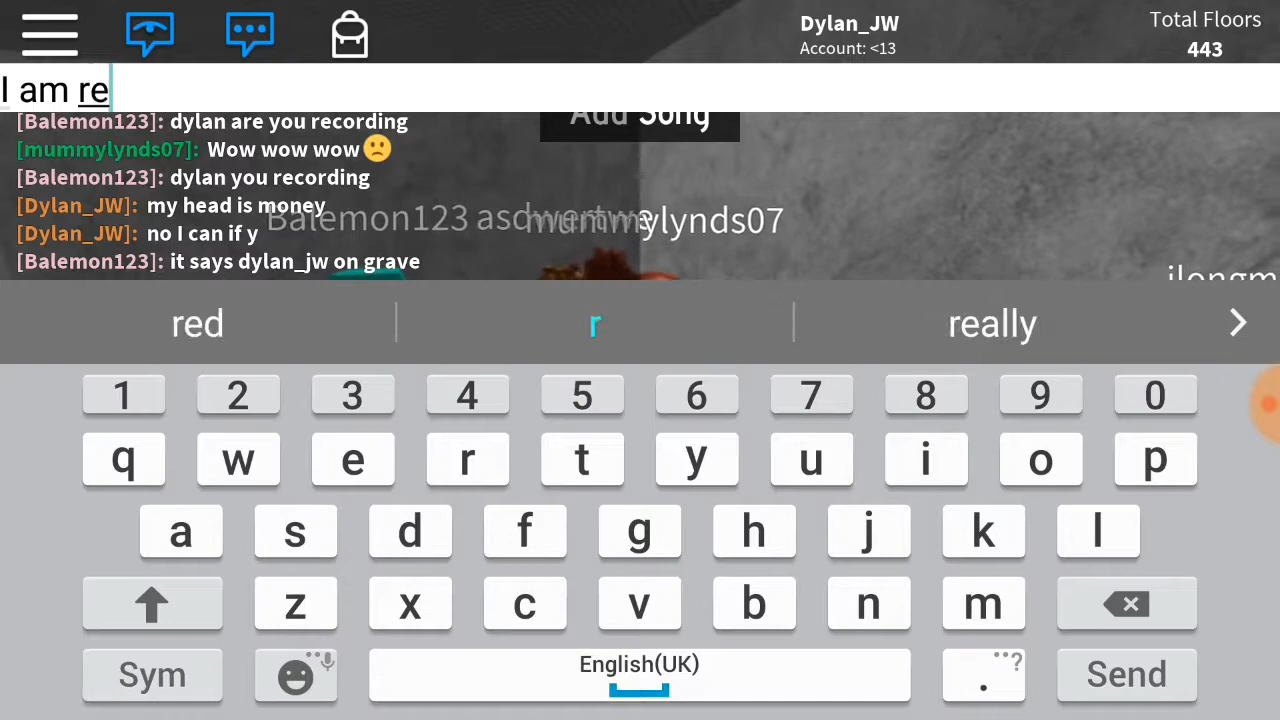 Dylan_JW
Account: <13
Total Floors
443
I am re
Add Song
[Balemon123]: dylan are you recording
[mummylynds07]: Wow wow wow🙁
[Balemon123]: dylan you recording
[Dylan_JW]: my head is money
[Dylan_JW]: no I can if y
[Balemon123]: it says dylan_jw on grave
Balemon123
mummylynds07
red
r
really
1 2 3 4 5 6 7 8 9 0
q w e r t y u i o p
a s d f g h j k l
z x c v b n m
Sym
English(UK)
. ?
Send